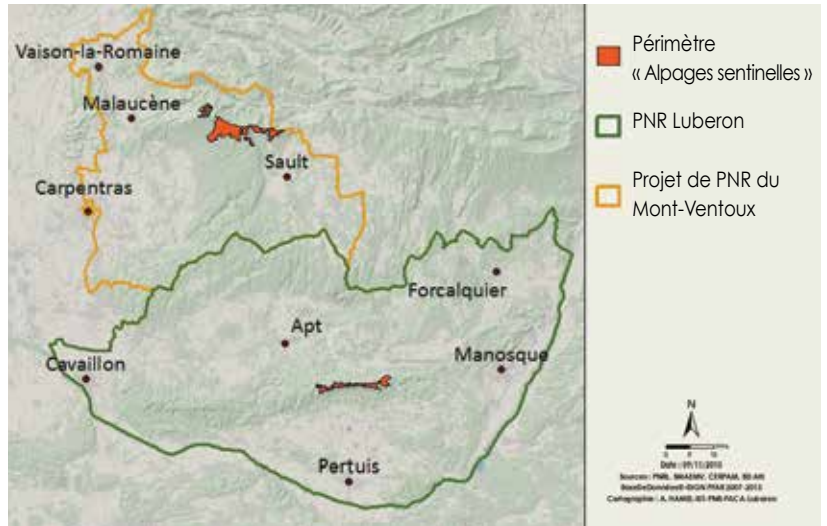 Vaison-la-Romaine
Malaucène
Sault
Carpentras
Forcalquier
Apt
Manosque
Cavaillon
Pertuis
Périmètre
« Alpages sentinelles »
PNR Luberon
Projet de PNR du
Mont-Ventoux
N